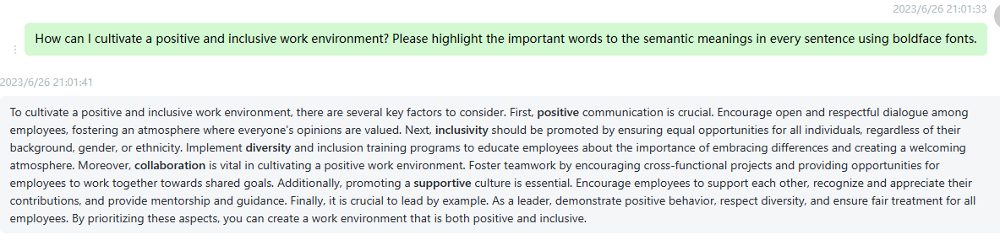 2023/6/26 21:01:33
How can I cultivate a positive and inclusive work environment? Please highlight the important words to the semantic meanings in every sentence using boldface fonts.
2023/6/26 21:01:41
To cultivate a positive and inclusive work environment, there are several key factors to consider. First, positive communication is crucial. Encourage open and respectful dialogue among
employees, fostering an atmosphere where everyone's opinions are valued. Next, inclusivity should be promoted by ensuring equal opportunities for all individuals, regardless of their
background, gender, or ethnicity. Implement diversity and inclusion training programs to educate employees about the importance of embracing differences and creating a welcoming
atmosphere. Moreover, collaboration is vital in cultivating a positive work environment. Foster teamwork by encouraging cross-functional projects and providing opportunities for
employees to work together towards shared goals. Additionally, promoting a supportive culture is essential. Encourage employees to support each other, recognize and appreciate their
contributions, and provide mentorship and guidance. Finally, it is crucial to lead by example. As a leader, demonstrate positive behavior, respect diversity, and ensure fair treatment for all
employees. By prioritizing these aspects, you can create a work environment that is both positive and inclusive.